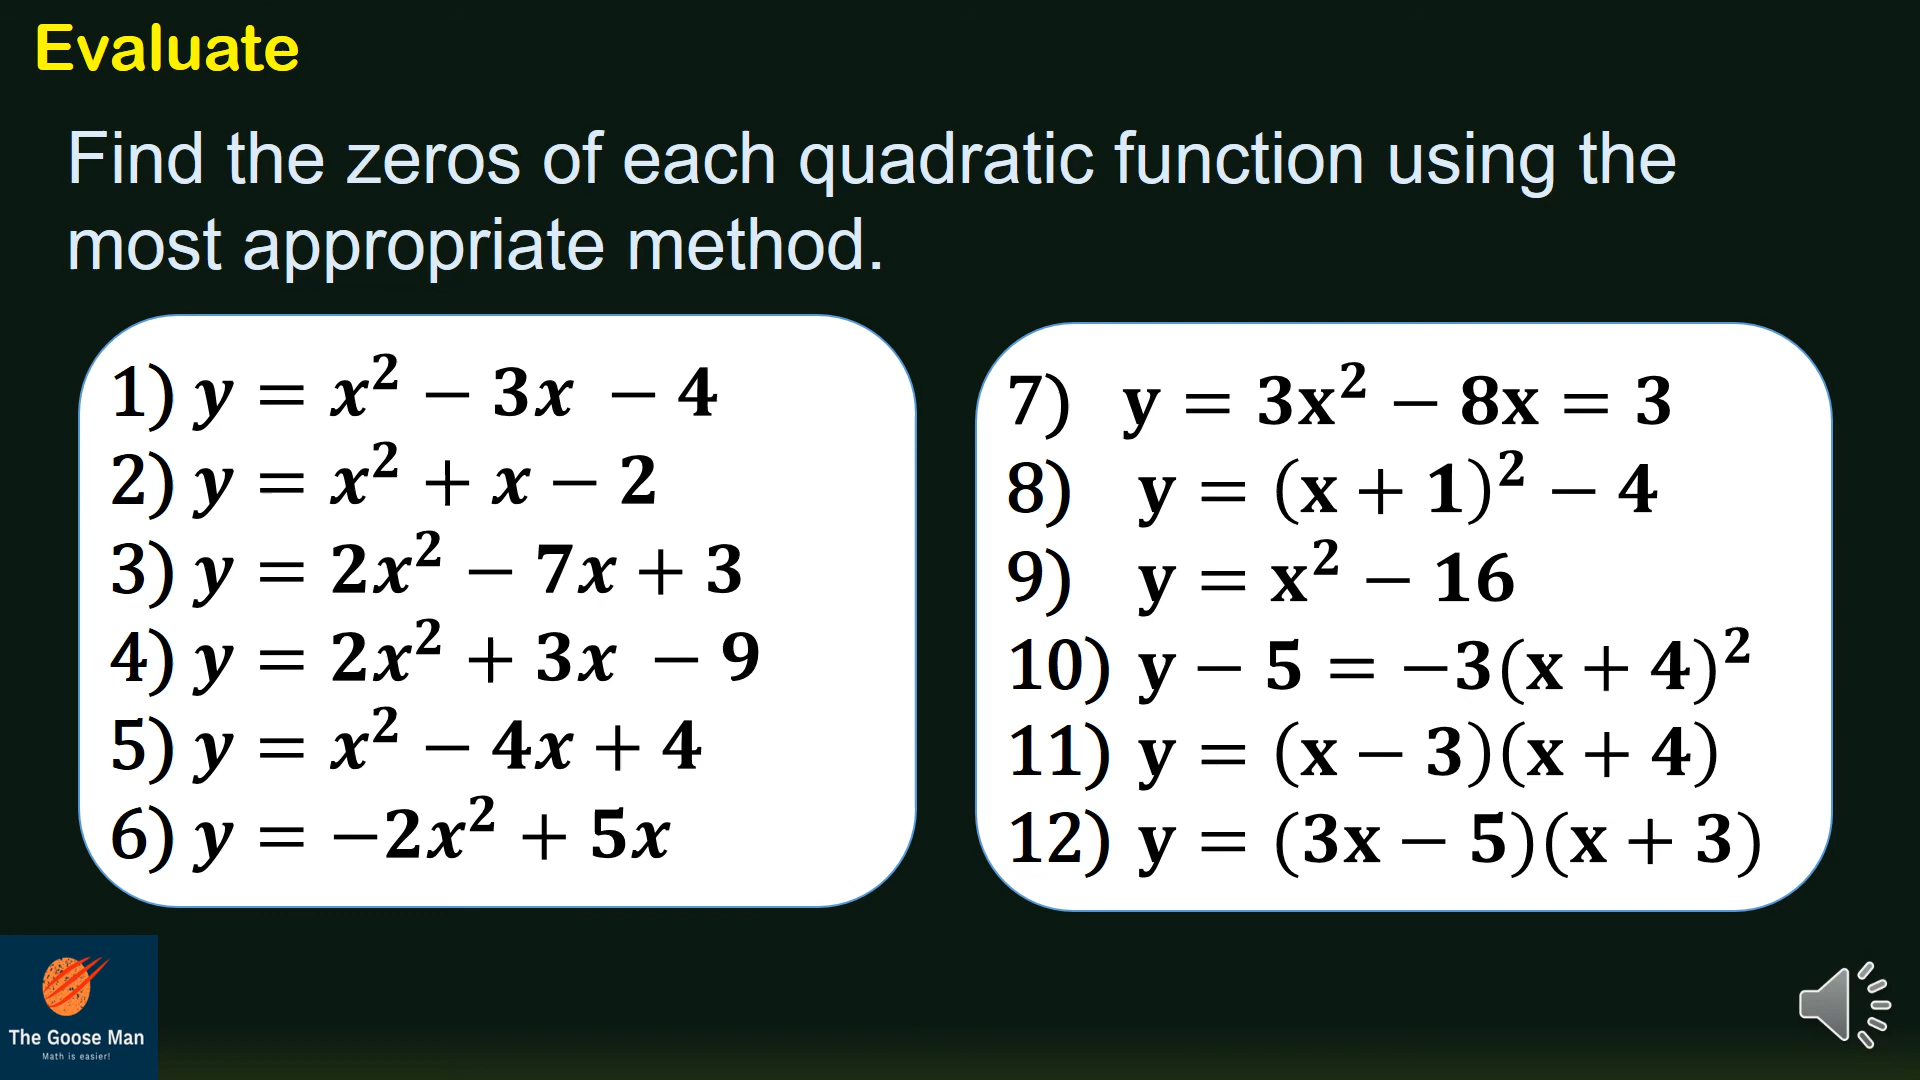 Evaluate
Find the zeros of each quadratic function using the
most appropriate method.
1) y = x² − 3x − 4
2) y = x² + x − 2
3) y = 2x² − 7x + 3
4) y = 2x² + 3x − 9
5) y = x² − 4x + 4
6) y = −2x² + 5x
7) y = 3x² − 8x = 3
8) y = (x + 1)² − 4
9) y = x² − 16
10) y − 5 = −3(x + 4)²
11) y = (x − 3)(x + 4)
12) y = (3x − 5)(x + 3)
The Goose Man
Math is easier!